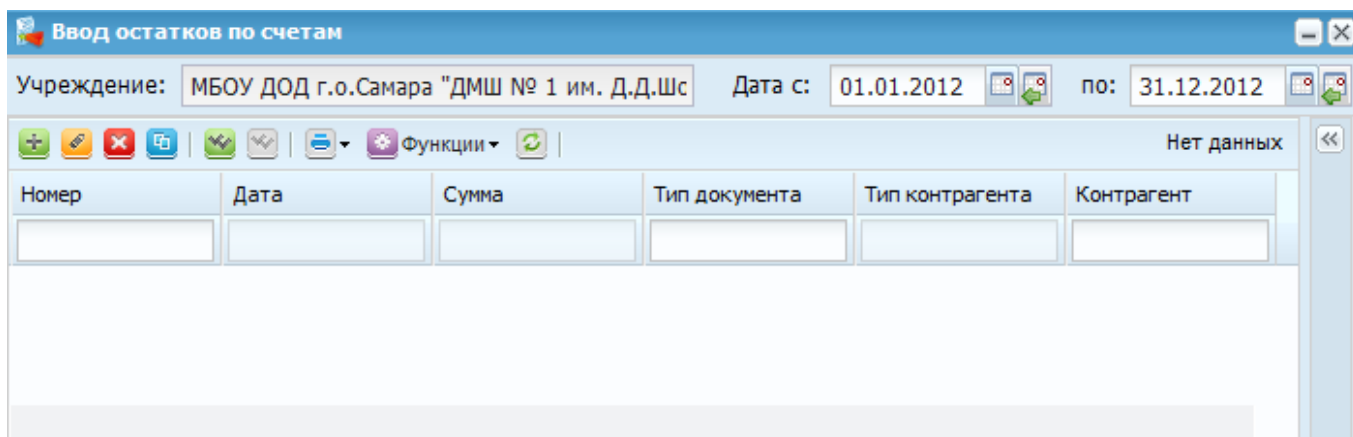 Ввод остатков по счетам
Учреждение: МБОУ ДОД г.о.Самара "ДМШ № 1 им. Д.Д.Шс Дата с: 01.01.2012 по: 31.12.2012
Функции Нет данных
Номер Дата Сумма Тип документа Тип контрагента Контрагент